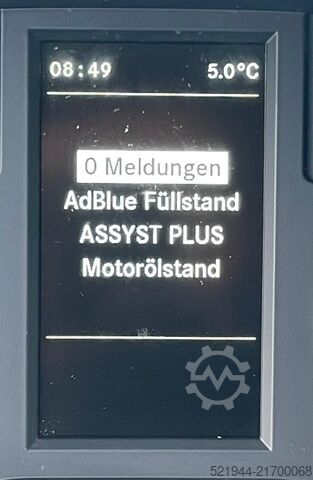 08:49 5.0°C
0 Meldungen
AdBlue Füllstand
ASSYST PLUS
Motorölstand
521944-21700068